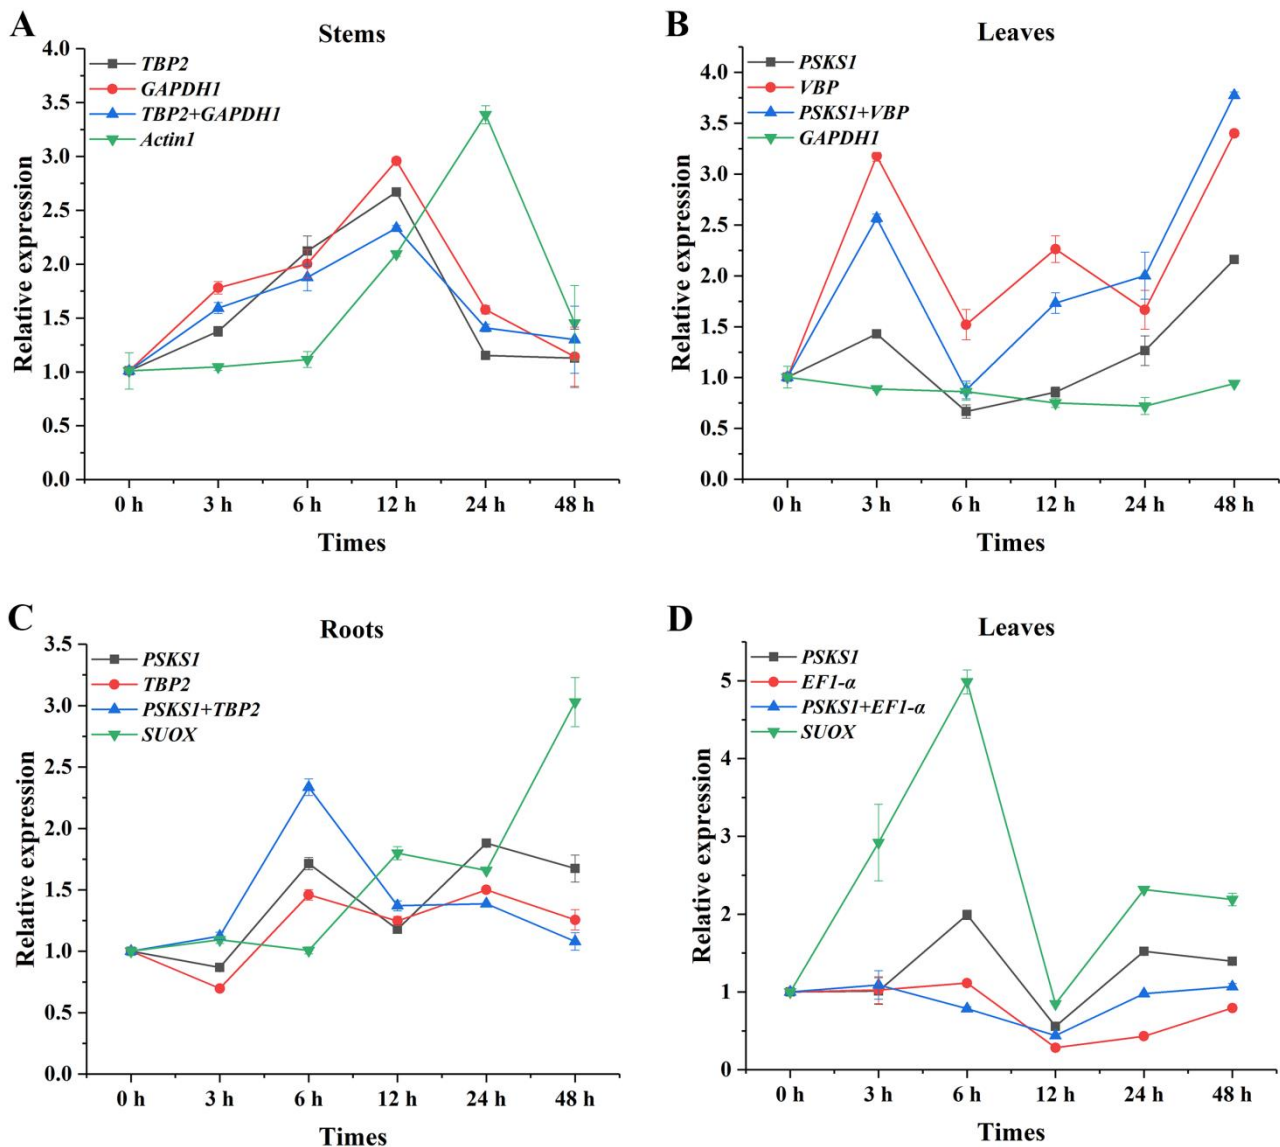 A
Stems
TBP2
GAPDH1
TBP2+GAPDH1
Actin1
Relative expression
4.0
3.5
3.0
2.5
2.0
1.5
1.0
0.5
0.0
0 h 3 h 6 h 12 h 24 h 48 h
Times
B
Leaves
PSKS1
VBP
PSKS1+VBP
GAPDH1
Relative expression
4.0
3.5
3.0
2.5
2.0
1.5
1.0
0.5
0.0
0 h 3 h 6 h 12 h 24 h 48 h
Times
C
Roots
PSKS1
TBP2
PSKS1+TBP2
SUOX
Relative expression
3.5
3.0
2.5
2.0
1.5
1.0
0.5
0.0
0 h 3 h 6 h 12 h 24 h 48 h
Times
D
Leaves
PSKS1
EF1-α
PSKS1+EF1-α
SUOX
Relative expression
5
4
3
2
1
0
0 h 3 h 6 h 12 h 24 h 48 h
Times